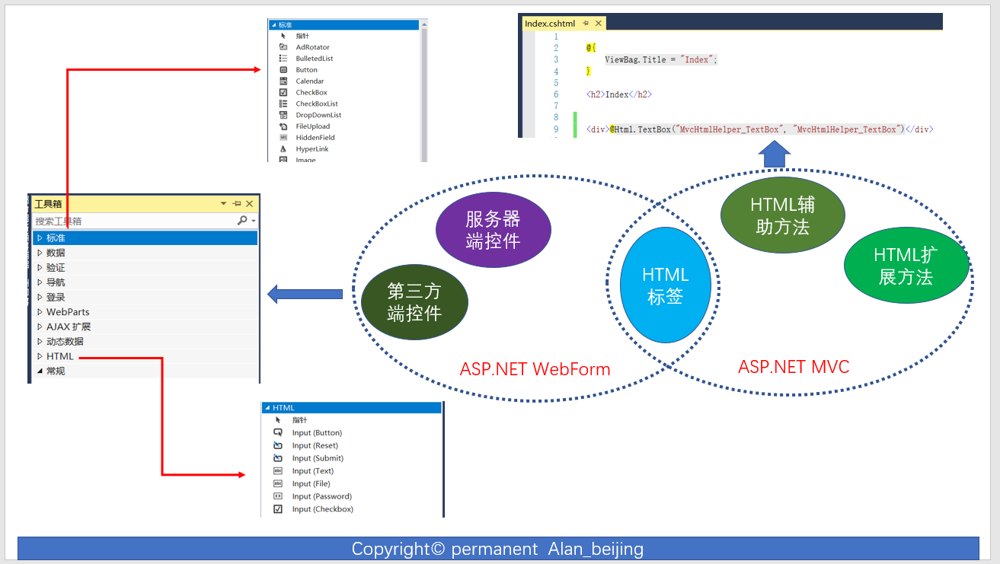 标准
指针
AdRotator
BulletedList
Button
Calendar
CheckBox
CheckBoxList
DropDownList
FileUpload
HiddenField
HyperLink
Image
Index.cshtml
1
2 @{
3 ViewBag.Title = "Index";
4 }
5
6 <h2>Index</h2>
7
8
9 <div>@Html.TextBox("MvcHtmlHelper_TextBox", "MvcHtmlHelper_TextBox")</div>
工具箱
搜索工具箱
标准
数据
验证
导航
登录
WebParts
AJAX 扩展
动态数据
HTML
常规
服务器
端控件
第三方
端控件
HTML
标签
HTML辅
助方法
HTML扩
展方法
ASP.NET WebForm
ASP.NET MVC
HTML
指针
Input (Button)
Input (Reset)
Input (Submit)
Input (Text)
Input (File)
Input (Password)
Input (Checkbox)
Copyright© permanent Alan_beijing